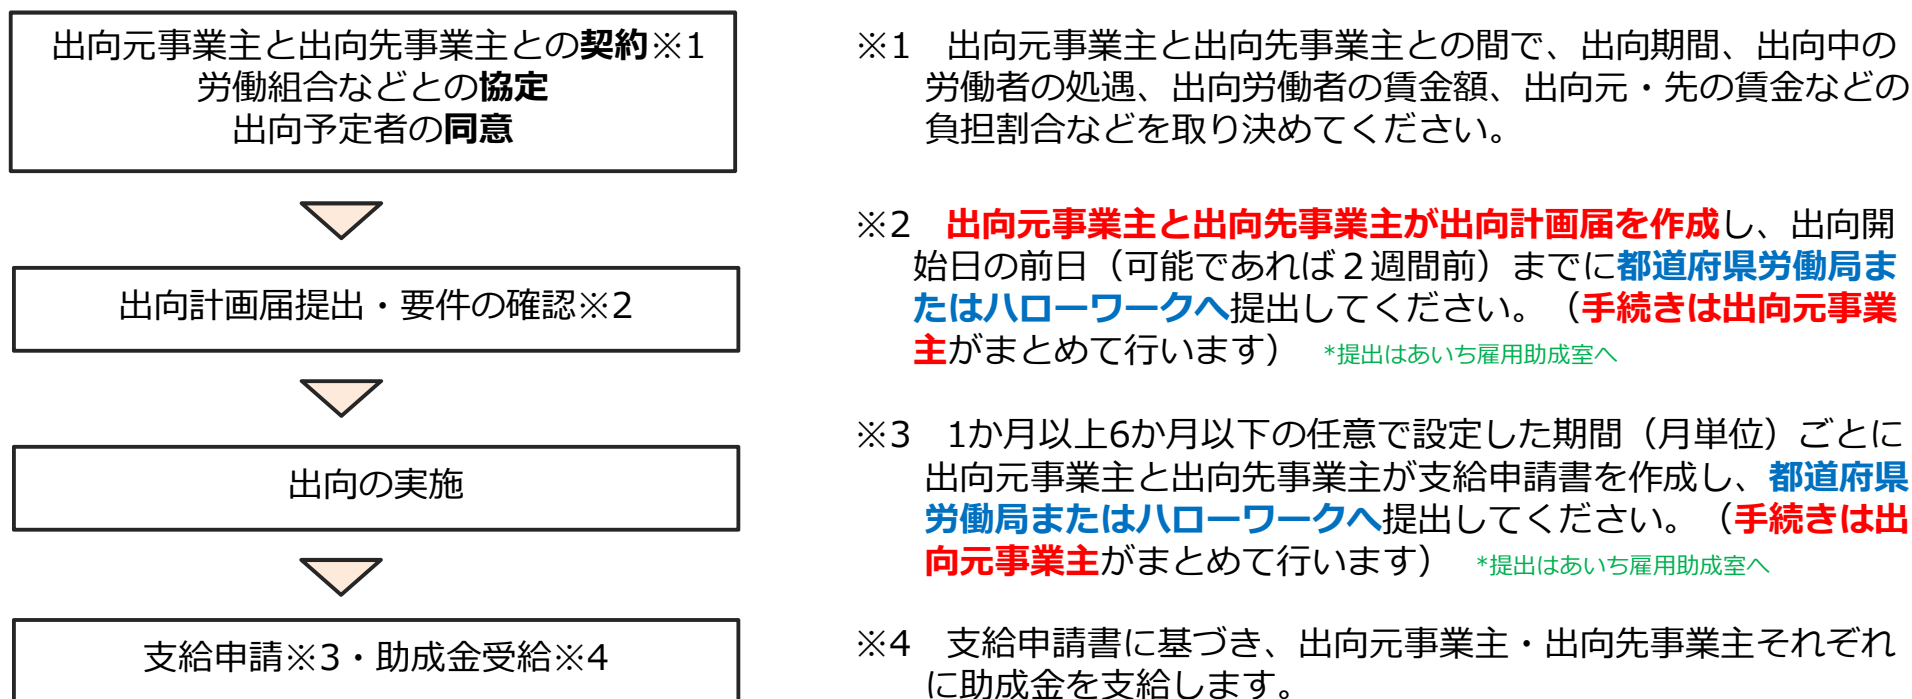 出向元事業主と出向先事業主との契約※1
労働組合などとの協定
出向予定者の同意
出向計画届提出・要件の確認※2
出向の実施
支給申請※3・助成金受給※4
※1　出向元事業主と出向先事業主との間で、出向期間、出向中の
労働者の処遇、出向労働者の賃金額、出向元・先の賃金などの
負担割合などを取り決めてください。
※2　出向元事業主と出向先事業主が出向計画届を作成し、出向開
始日の前日（可能であれば２週間前）までに都道府県労働局ま
たはハローワークへ提出してください。（手続きは出向元事業
主がまとめて行います）　*提出はあいち雇用助成室へ
※3　1か月以上6か月以下の任意で設定した期間（月単位）ごとに
出向元事業主と出向先事業主が支給申請書を作成し、都道府県
労働局またはハローワークへ提出してください。（手続きは出
向元事業主がまとめて行います）　*提出はあいち雇用助成室へ
※4　支給申請書に基づき、出向元事業主・出向先事業主それぞれ
に助成金を支給します。